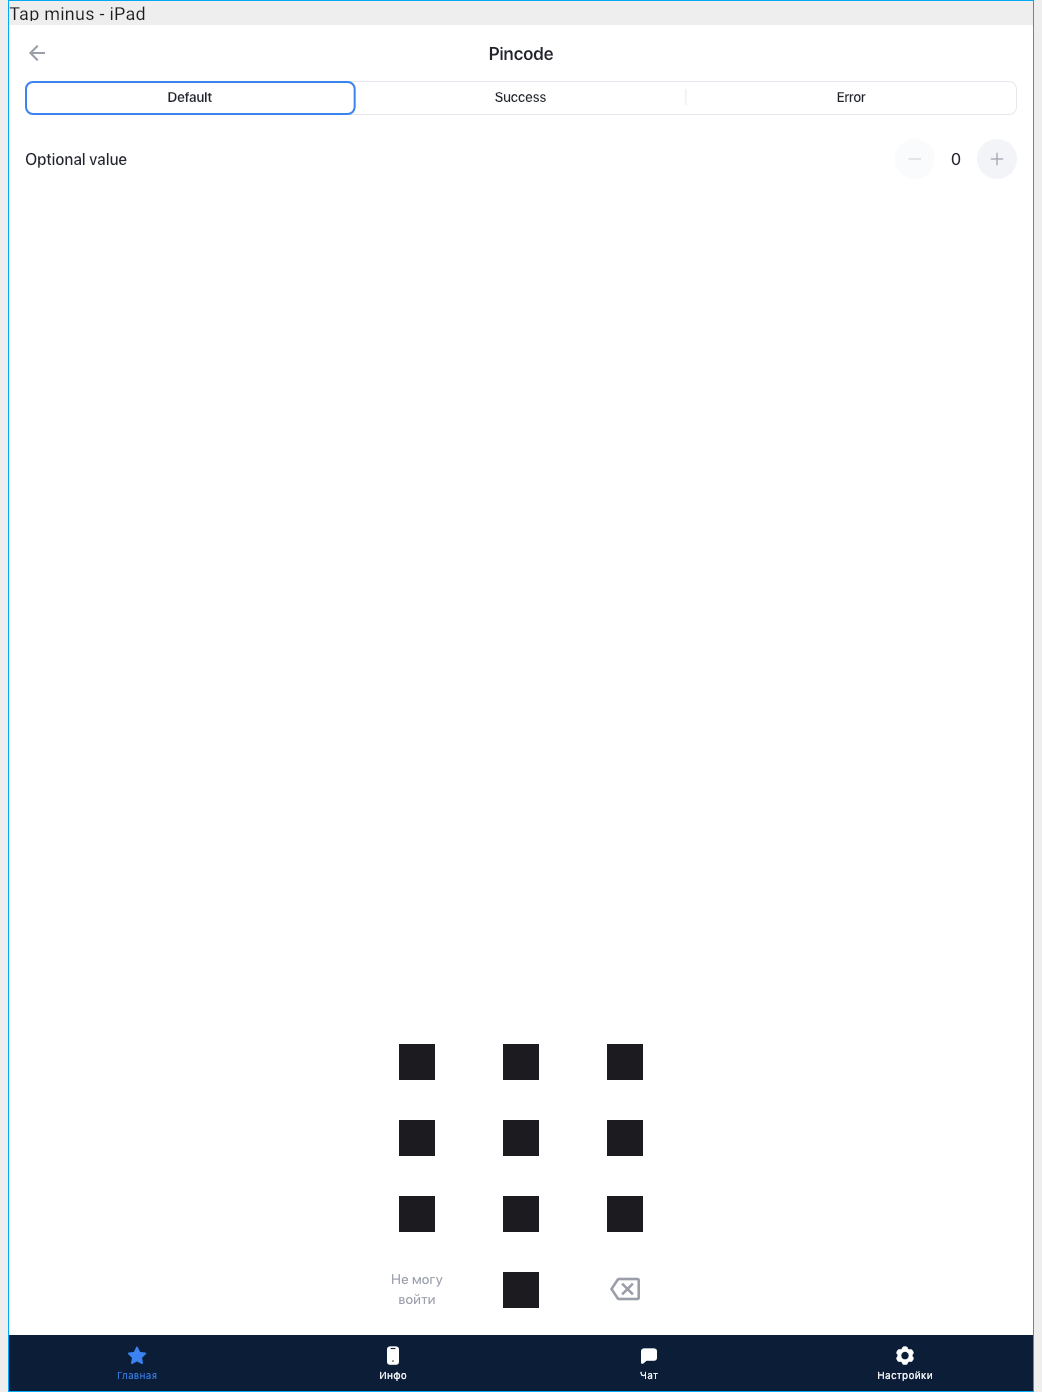 Tap minus - iPad
Pincode
Default
Success
Error
Optional value
0
Не могу
войти
Главная
Инфо
Чат
Настройки